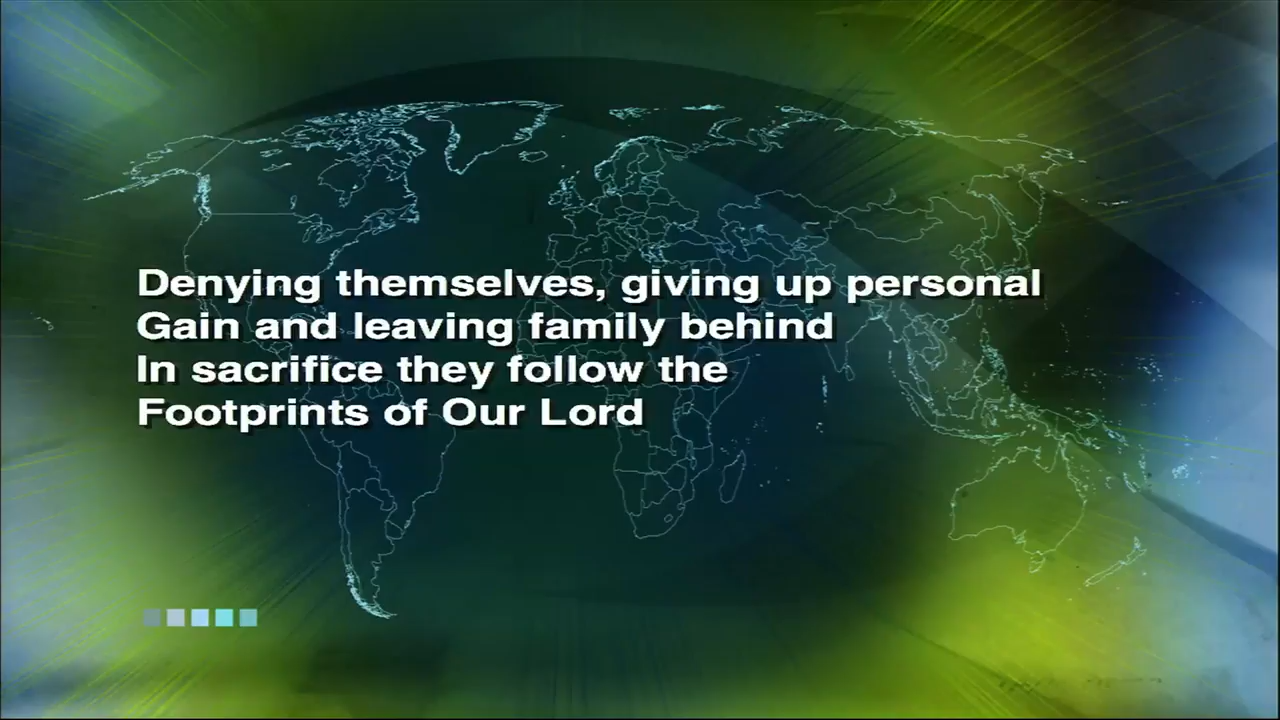 Denying themselves, giving up personal
Gain and leaving family behind
In sacrifice they follow the
Footprints of Our Lord